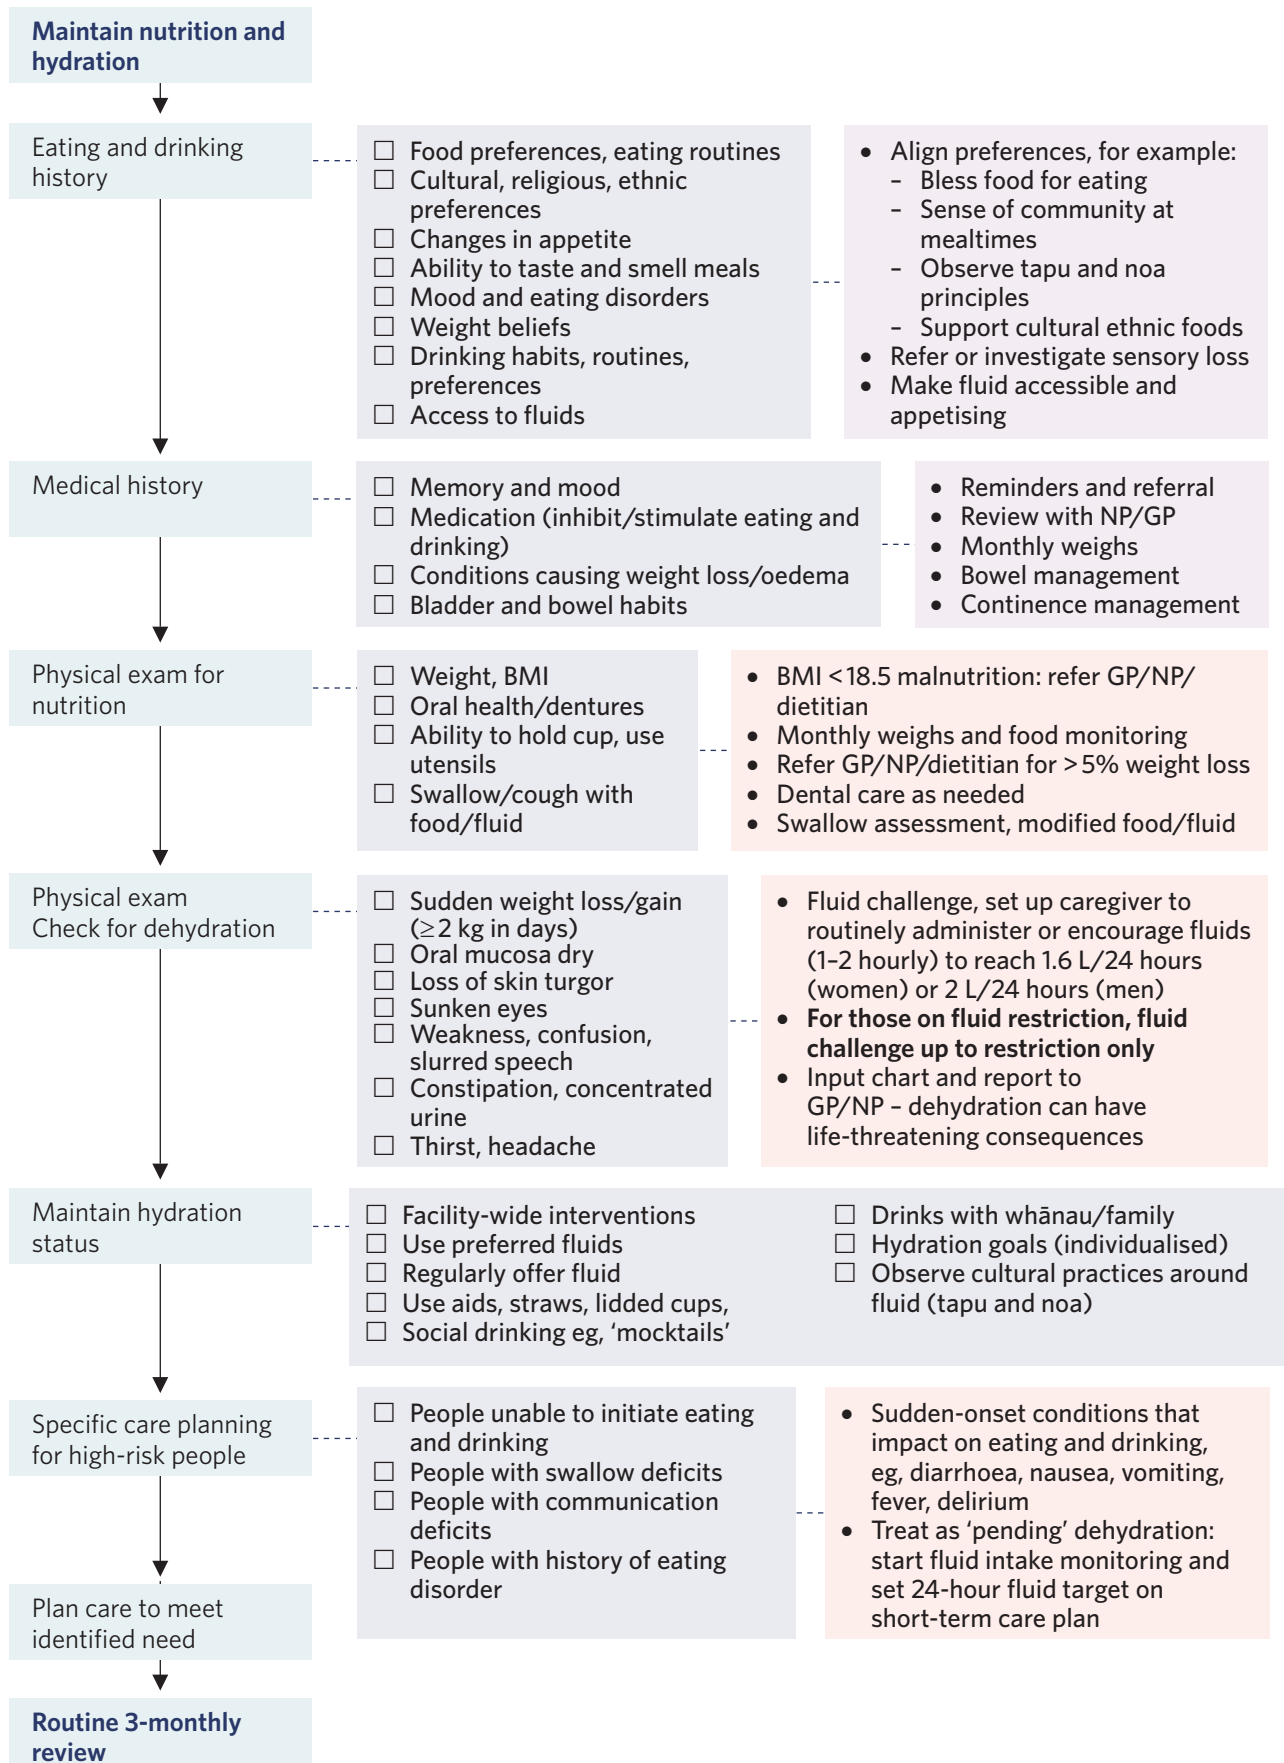 Maintain nutrition and
hydration
Eating and drinking
history
☐ Food preferences, eating routines
☐ Cultural, religious, ethnic
preferences
☐ Changes in appetite
☐ Ability to taste and smell meals
☐ Mood and eating disorders
☐ Weight beliefs
☐ Drinking habits, routines,
preferences
☐ Access to fluids
• Align preferences, for example:
– Bless food for eating
– Sense of community at
mealtimes
– Observe tapu and noa
principles
– Support cultural ethnic foods
• Refer or investigate sensory loss
• Make fluid accessible and
appetising
Medical history
☐ Memory and mood
☐ Medication (inhibit/stimulate eating and
drinking)
☐ Conditions causing weight loss/oedema
☐ Bladder and bowel habits
• Reminders and referral
• Review with NP/GP
• Monthly weighs
• Bowel management
• Continence management
Physical exam for
nutrition
☐ Weight, BMI
☐ Oral health/dentures
☐ Ability to hold cup, use
utensils
☐ Swallow/cough with
food/fluid
• BMI <18.5 malnutrition: refer GP/NP/
dietitian
• Monthly weighs and food monitoring
• Refer GP/NP/dietitian for >5% weight loss
• Dental care as needed
• Swallow assessment, modified food/fluid
Physical exam
Check for dehydration
☐ Sudden weight loss/gain
(≥2 kg in days)
☐ Oral mucosa dry
☐ Loss of skin turgor
☐ Sunken eyes
☐ Weakness, confusion,
slurred speech
☐ Constipation, concentrated
urine
☐ Thirst, headache
• Fluid challenge, set up caregiver to
routinely administer or encourage fluids
(1–2 hourly) to reach 1.6 L/24 hours
(women) or 2 L/24 hours (men)
• For those on fluid restriction, fluid
challenge up to restriction only
• Input chart and report to
GP/NP – dehydration can have
life-threatening consequences
Maintain hydration
status
☐ Facility-wide interventions
☐ Use preferred fluids
☐ Regularly offer fluid
☐ Use aids, straws, lidded cups,
☐ Social drinking eg, ‘mocktails’
☐ Drinks with whānau/family
☐ Hydration goals (individualised)
☐ Observe cultural practices around
fluid (tapu and noa)
Specific care planning
for high-risk people
☐ People unable to initiate eating
and drinking
☐ People with swallow deficits
☐ People with communication
deficits
☐ People with history of eating
disorder
• Sudden-onset conditions that
impact on eating and drinking,
eg, diarrhoea, nausea, vomiting,
fever, delirium
• Treat as ‘pending’ dehydration:
start fluid intake monitoring and
set 24-hour fluid target on
short-term care plan
Plan care to meet
identified need
Routine 3-monthly
review